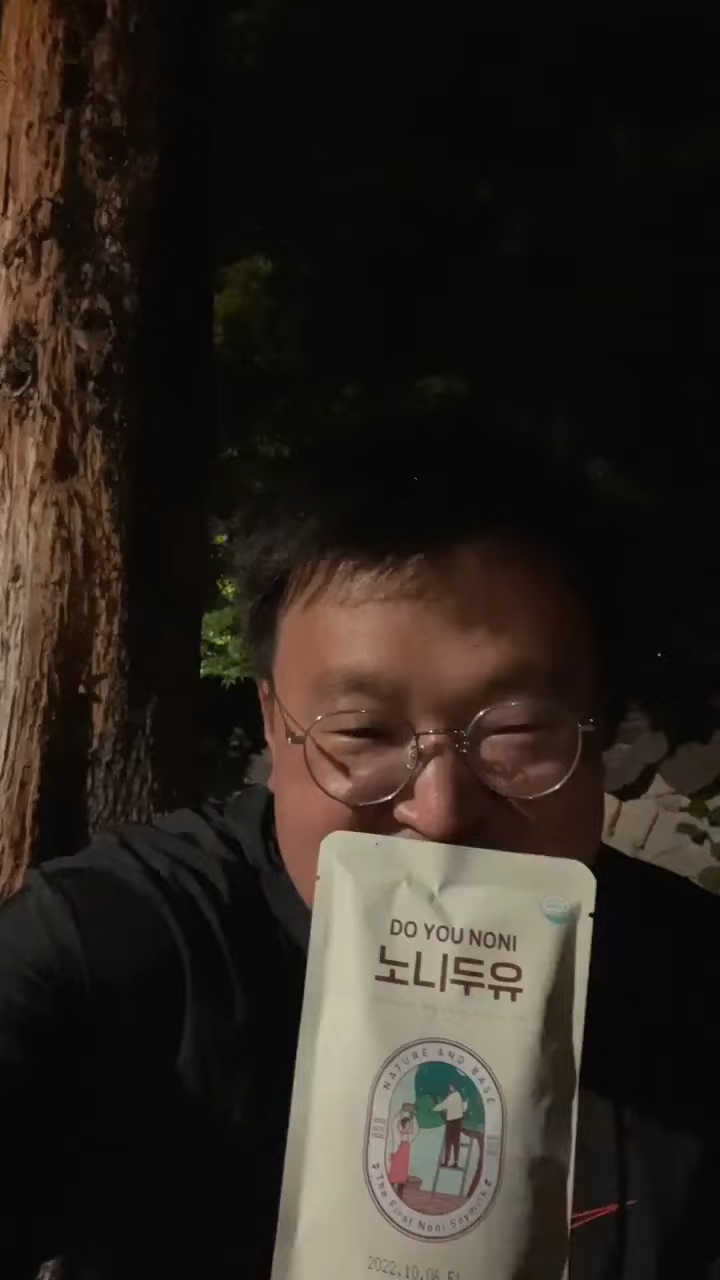 DO YOU NONI
노니두유
NATURE AND BASE
The First Noni Soymilk
2022.10.06